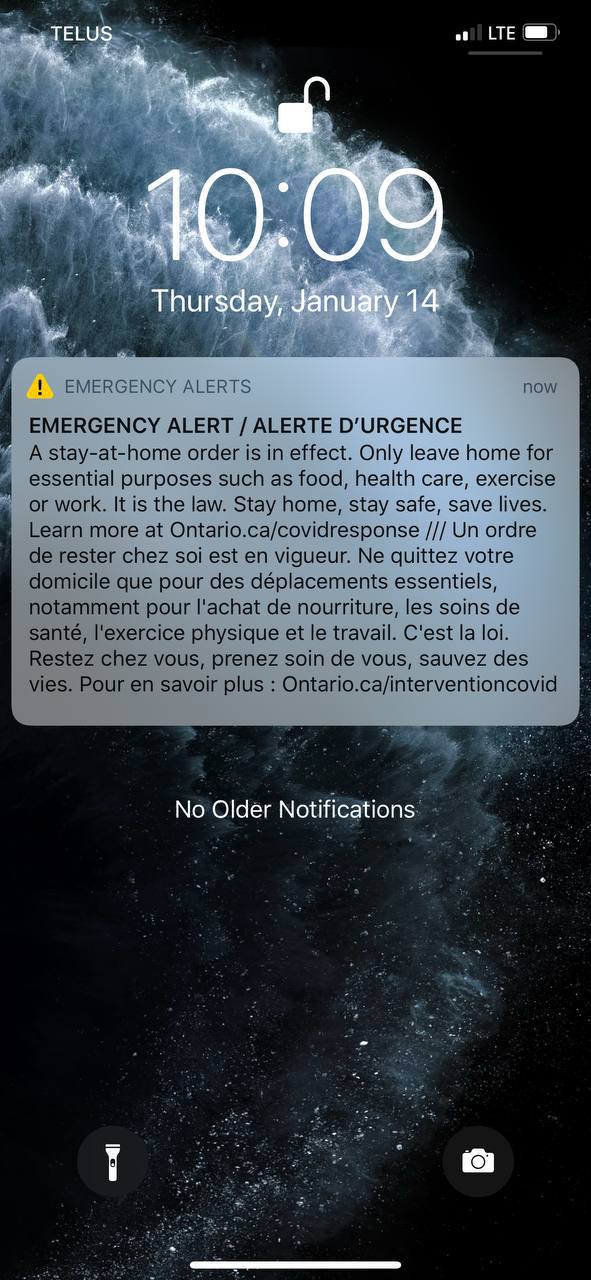 TELUS
LTE
10:09
Thursday, January 14
EMERGENCY ALERTS
now
EMERGENCY ALERT / ALERTE D’URGENCE
A stay-at-home order is in effect. Only leave home for
essential purposes such as food, health care, exercise
or work. It is the law. Stay home, stay safe, save lives.
Learn more at Ontario.ca/covidresponse /// Un ordre
de rester chez soi est en vigueur. Ne quittez votre
domicile que pour des déplacements essentiels,
notamment pour l'achat de nourriture, les soins de
santé, l'exercice physique et le travail. C'est la loi.
Restez chez vous, prenez soin de vous, sauvez des
vies. Pour en savoir plus : Ontario.ca/interventioncovid
No Older Notifications